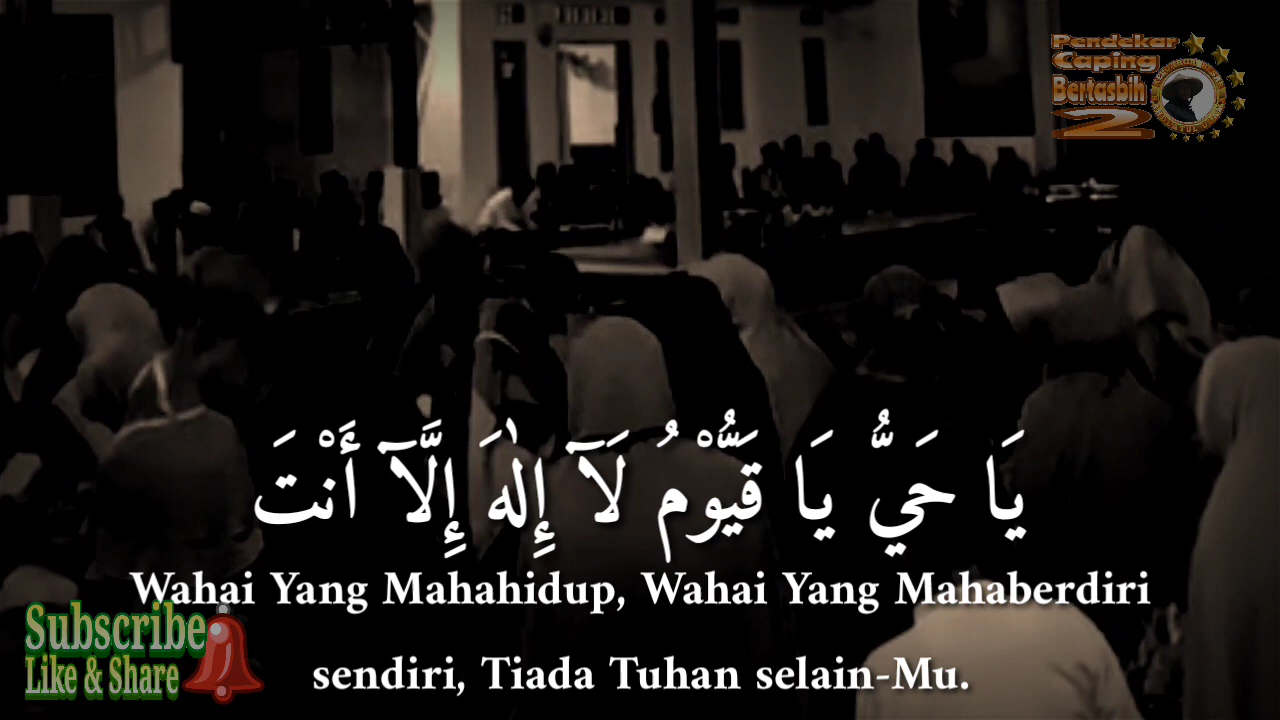 Pendekar
Caping
Bertasbih
2
يَا حَيُّ يَا قَيُّوْمُ لَآ إِلٰهَ إِلَّآ أَنْتَ
Wahai Yang Mahahidup, Wahai Yang Mahaberdiri
sendiri, Tiada Tuhan selain-Mu.
Subscribe
Like & Share